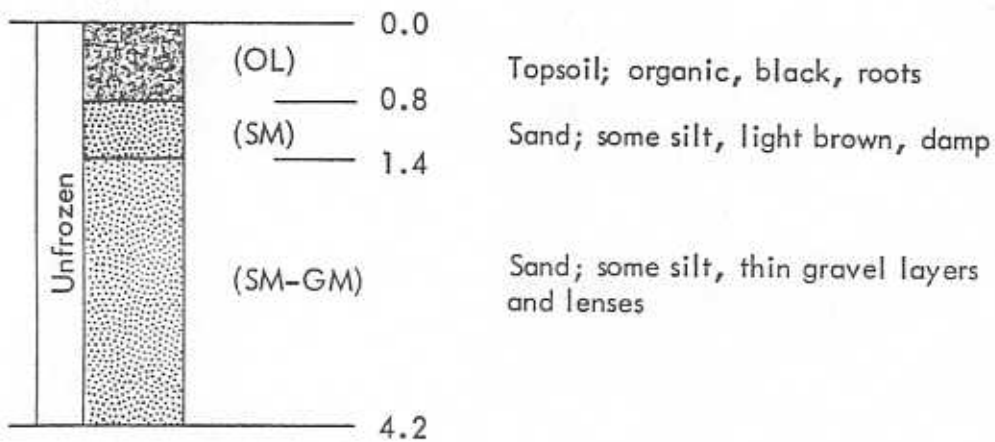 0.0
(OL)
Topsoil; organic, black, roots
0.8
(SM)
Sand; some silt, light brown, damp
1.4
Unfrozen
(SM-GM)
Sand; some silt, thin gravel layers
and lenses
4.2